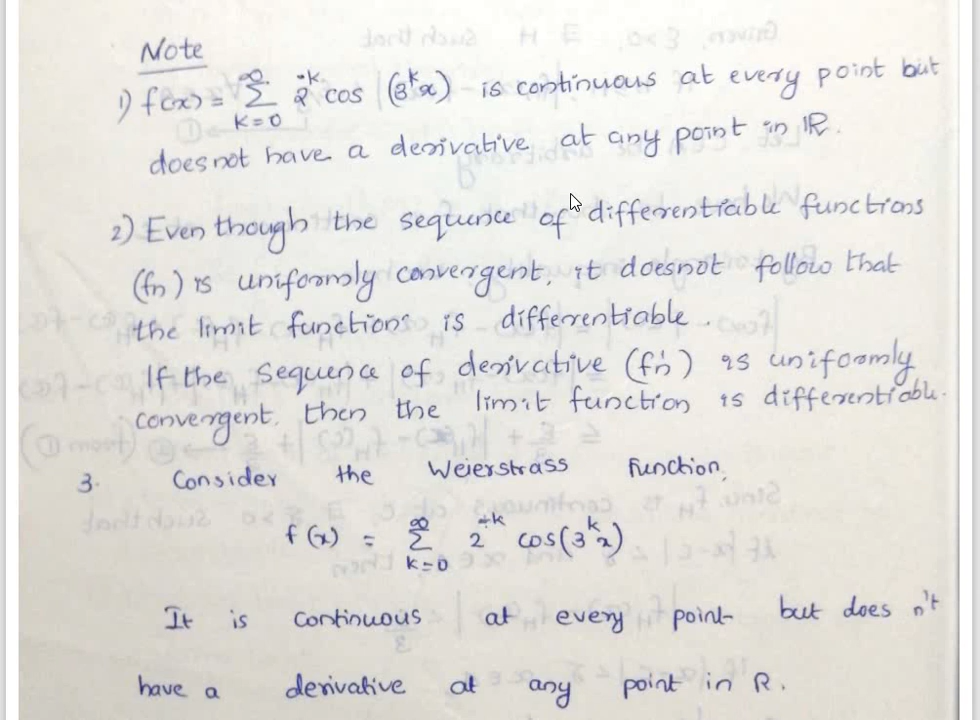 Note
1) f(x) = ∞ Σ k=0 2^-k cos (3^k x) is continuous at every point but
does not have a derivative at any point in R.
2) Even though the sequence of differentiable functions
(fn) is uniformly convergent, it doesnot follow that
the limit functions is differentiable.
If the sequence of derivative (fn') is uniformly
convergent. then the limit function is differentiable.
3. Consider the Weierstrass Function,
f(x) = ∞ Σ k=0 2^-k cos(3^k x)
It is continuous at every point but does n't
have a derivative at any point in R.